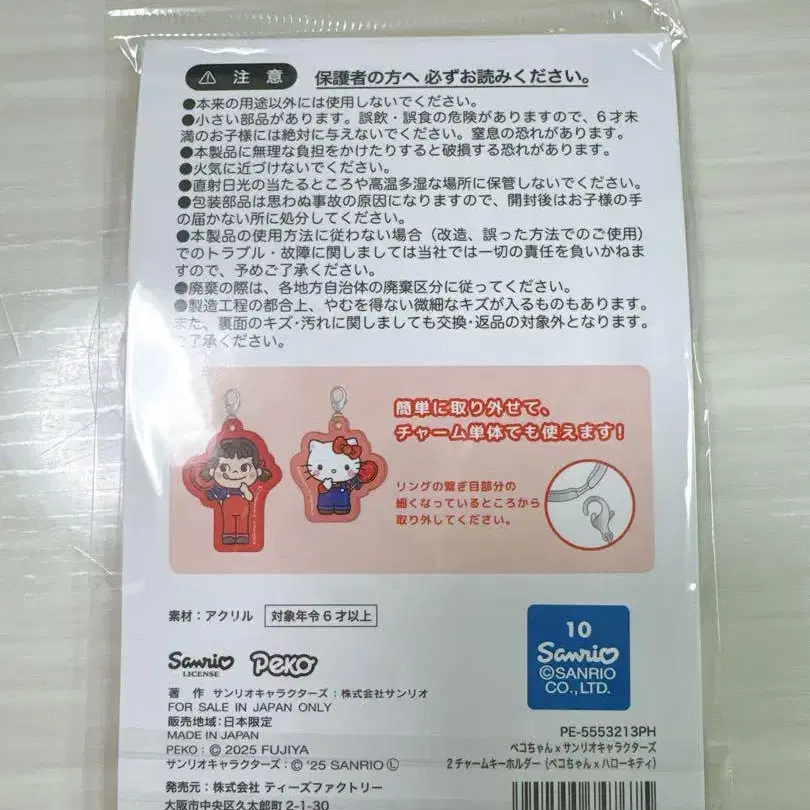 ⚠ 注意 保護者の方へ 必ずお読みください。
●本来の用途以外には使用しないでください。
●小さい部品があります。誤飲・誤食の危険がありますので、6才未
満のお子様には絶対に与えないでください。窒息の恐れがあります。
●本製品に無理な負担をかけたりすると破損する恐れがあります。
●火気に近づけないでください。
●直射日光の当たるところや高温多湿な場所に保管しないでください。
●包装部品は思わぬ事故の原因になりますので、開封後はお子様の手
の届かない所に処分してください。
●本製品の使用方法に従わない場合（改造、誤った方法でのご使用）
でのトラブル・故障に関しましては当社では一切の責任を負いかねま
すので、予めご了承ください。
●廃棄の際は、各地方自治体の廃棄区分に従ってください。
●製造工程の都合上、やむを得ない微細なキズが入るものもあります。
また、裏面のキズ・汚れに関しましても交換・返品の対象外となります。
ご了承ください。
簡単に取り外せて、
チャーム単体でも使えます!
リングの繋ぎ目部分の
細くなっているところから
取り外してください。
素材：アクリル 対象年令6才以上
Sanrio
LICENSE
Peko
10
Sanrio
©SANRIO
CO.,LTD.
著 作 サンリオキャラクターズ：株式会社サンリオ
FOR SALE IN JAPAN ONLY
販売地域：日本限定
MADE IN JAPAN
PEKO：© 2025 FUJIYA
サンリオキャラクターズ：© '25 SANRIO Ⓛ
発売元：株式会社 ティーズファクトリー
大阪市中央区久太郎町2-1-30
PE-5553213PH
ペコちゃん x サンリオキャラクターズ
2チャームキーホルダー（ペコちゃん x ハローキティ）